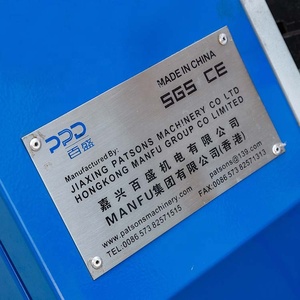 PPD
百盛
MADE IN CHINA
SGS CE
Manufactured By:
JIAXING PATSONS MACHINERY CO LTD
HONGKONG MANFU GROUP CO LIMITED
嘉兴百盛机电有限公司
MANFU集团有限公司(香港)
www.patsonsmachinery.com patsons@139.com
TEL:0086 573 82571515 FAX:0086 573 82571313